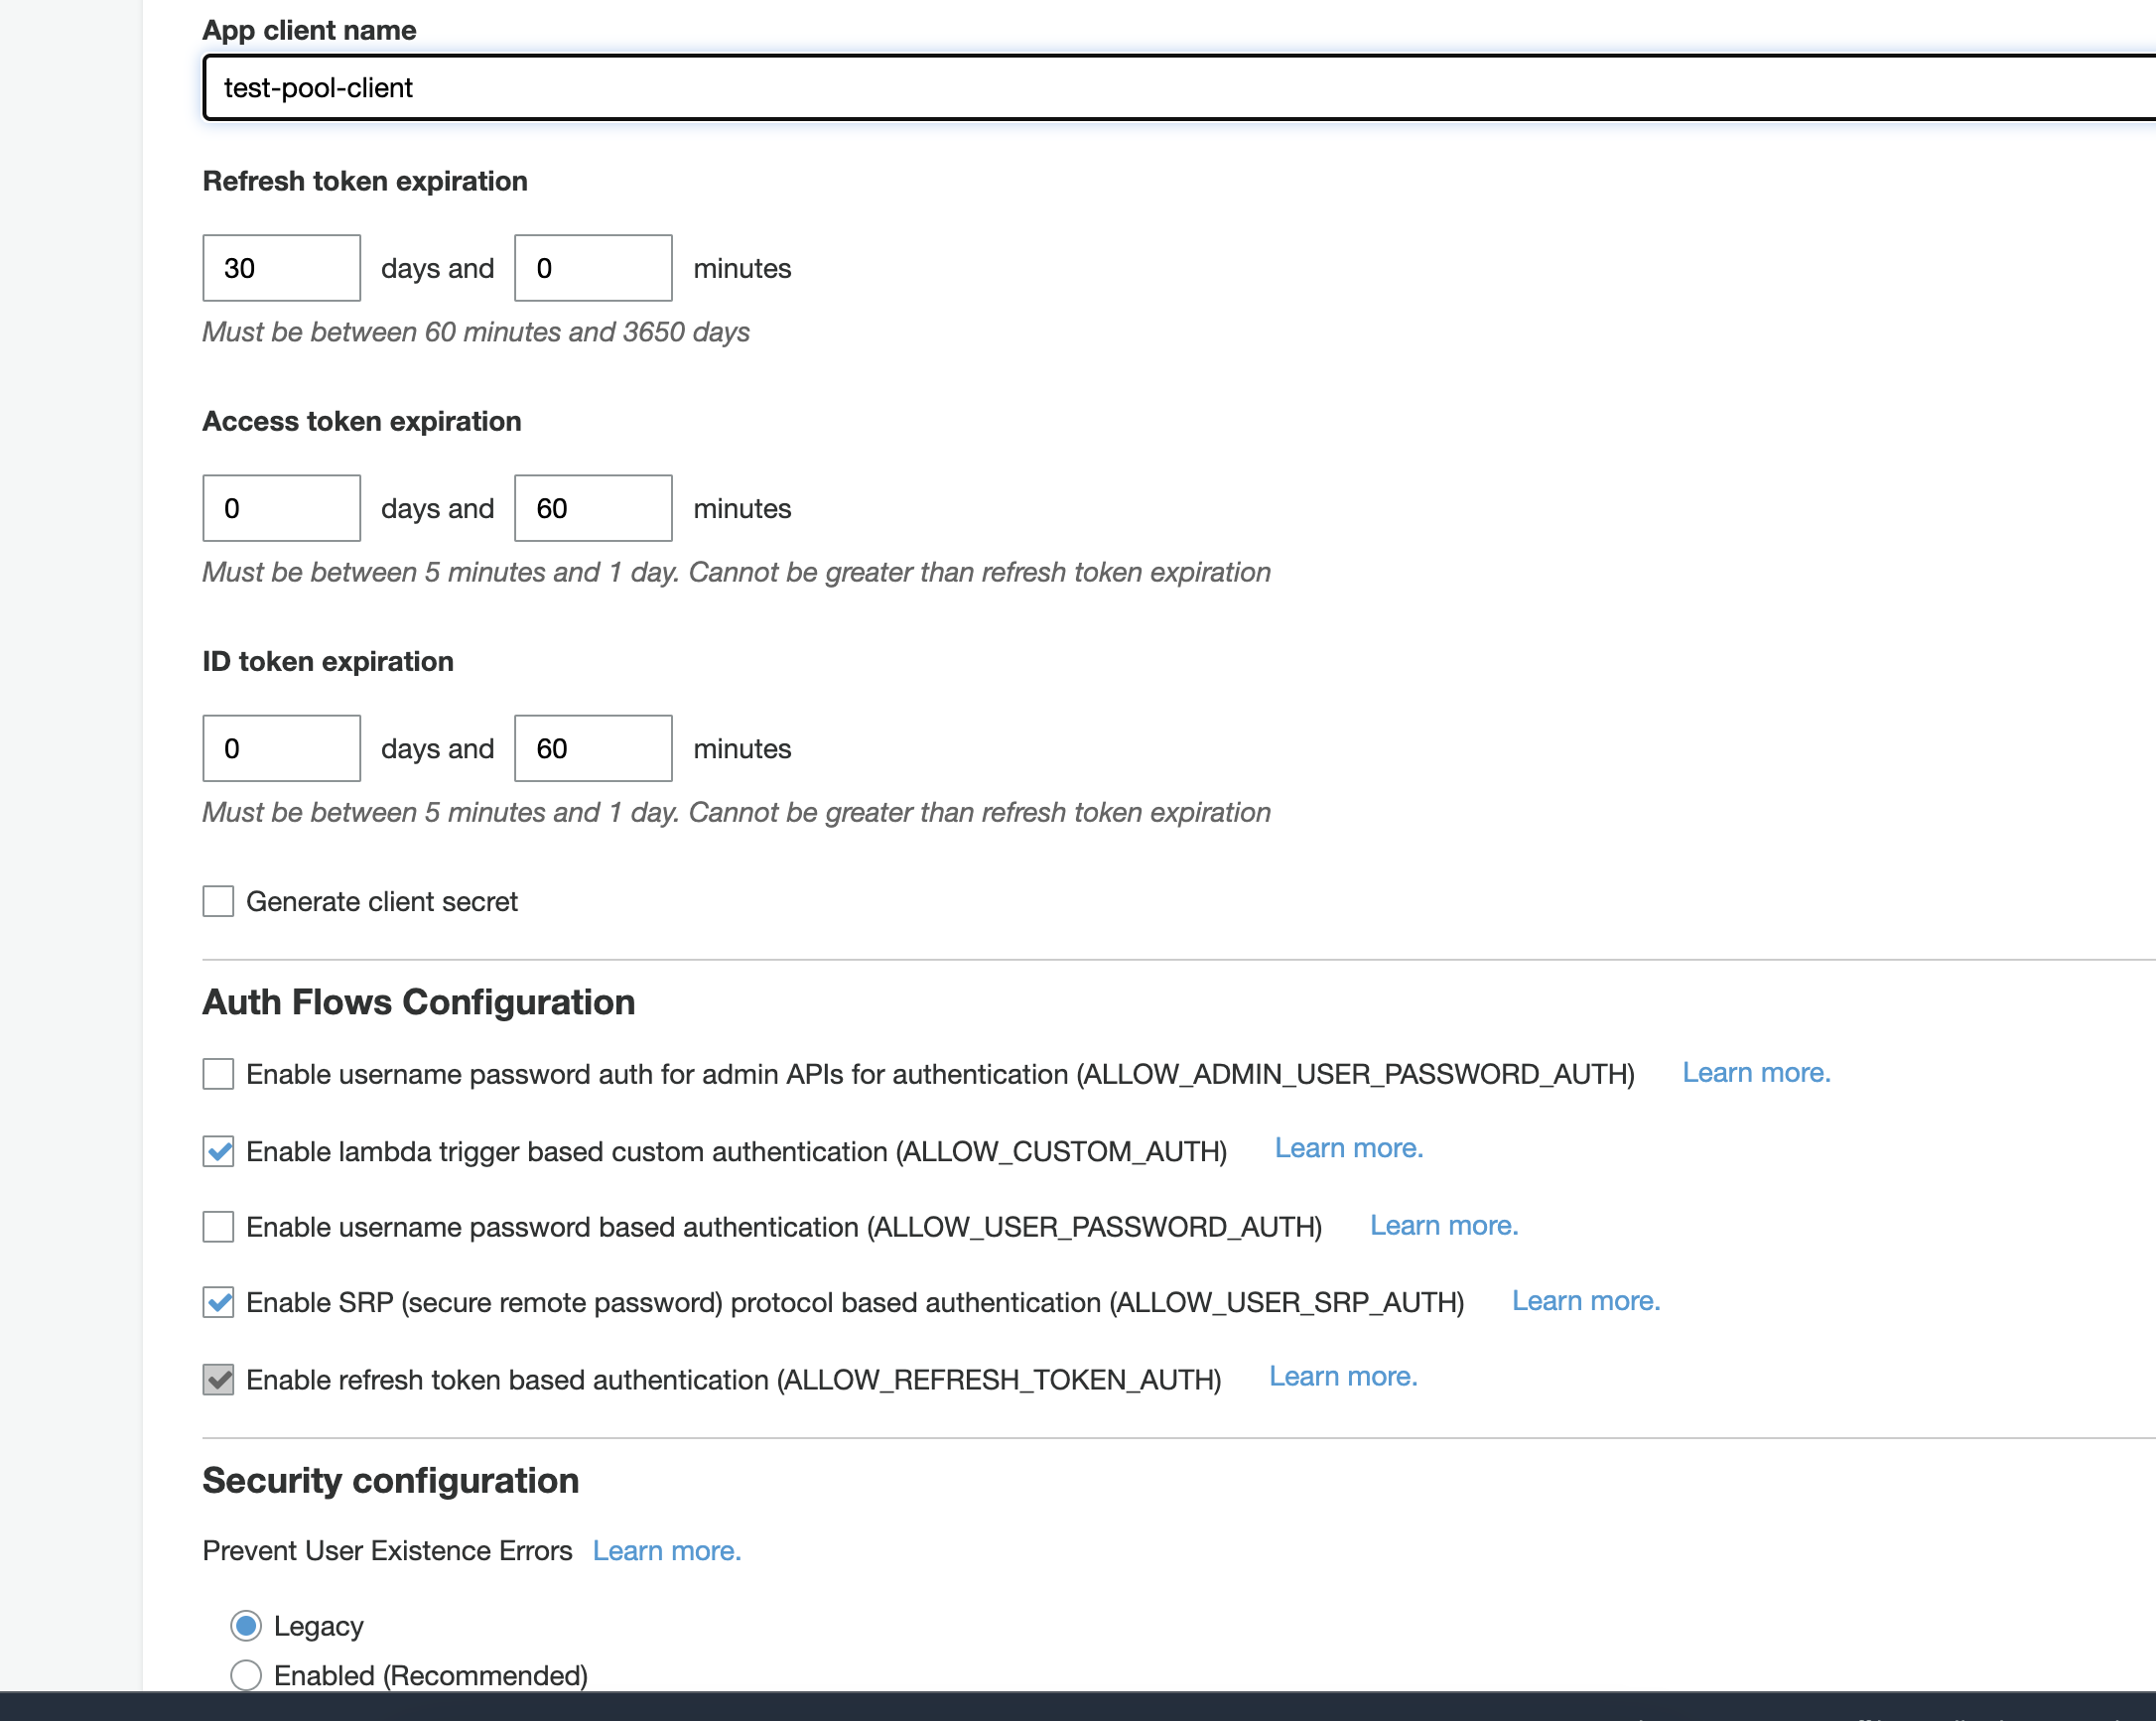 App client name
test-pool-client
Refresh token expiration
30 days and 0 minutes
Must be between 60 minutes and 3650 days
Access token expiration
0 days and 60 minutes
Must be between 5 minutes and 1 day. Cannot be greater than refresh token expiration
ID token expiration
0 days and 60 minutes
Must be between 5 minutes and 1 day. Cannot be greater than refresh token expiration
Generate client secret
Auth Flows Configuration
Enable username password auth for admin APIs for authentication (ALLOW_ADMIN_USER_PASSWORD_AUTH) Learn more.
Enable lambda trigger based custom authentication (ALLOW_CUSTOM_AUTH) Learn more.
Enable username password based authentication (ALLOW_USER_PASSWORD_AUTH) Learn more.
Enable SRP (secure remote password) protocol based authentication (ALLOW_USER_SRP_AUTH) Learn more.
Enable refresh token based authentication (ALLOW_REFRESH_TOKEN_AUTH) Learn more.
Security configuration
Prevent User Existence Errors Learn more.
Legacy
Enabled (Recommended)